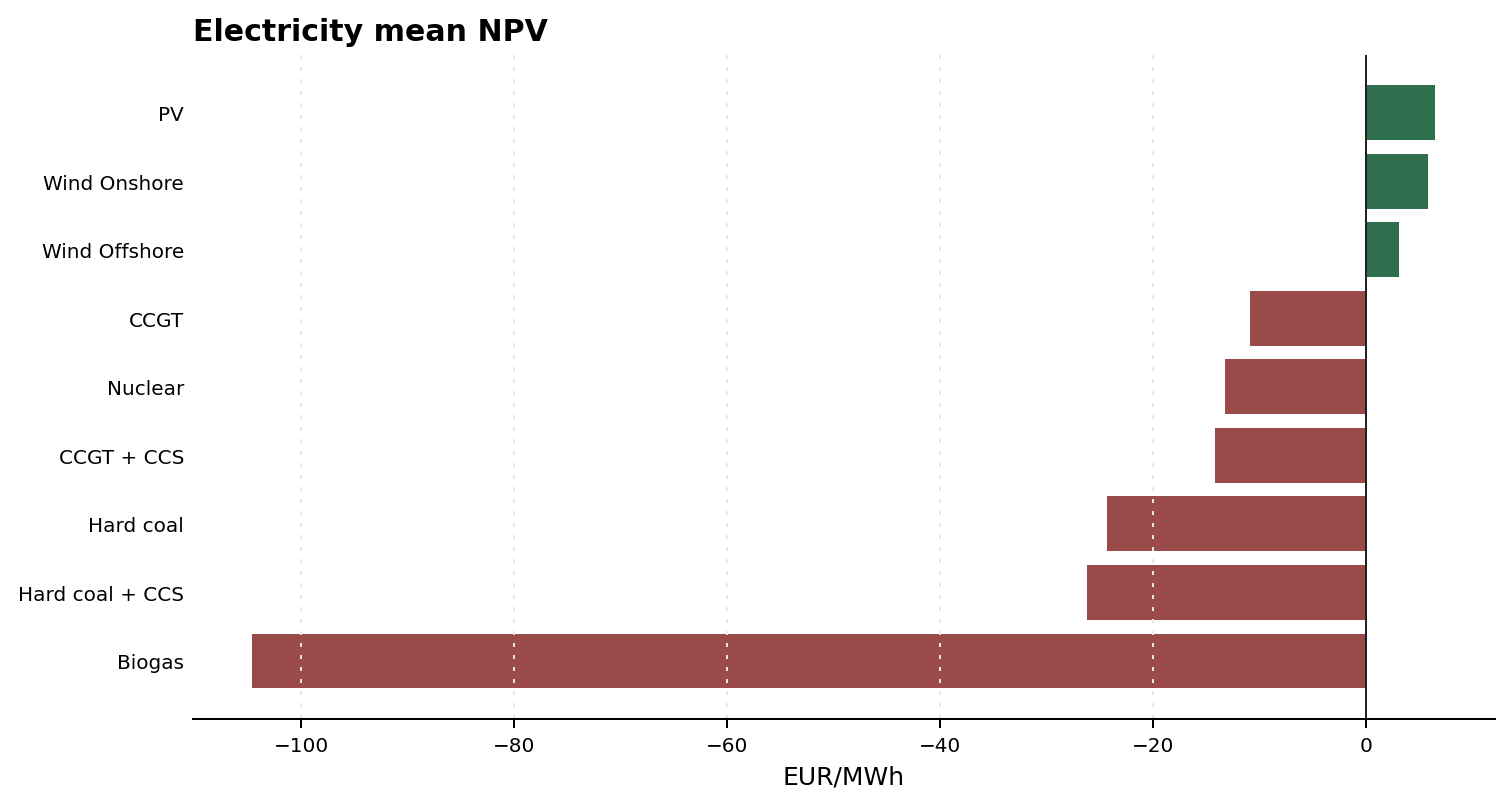 Electricity mean NPV
PV
Wind Onshore
Wind Offshore
CCGT
Nuclear
CCGT + CCS
Hard coal
Hard coal + CCS
Biogas
−100 −80 −60 −40 −20 0
EUR/MWh